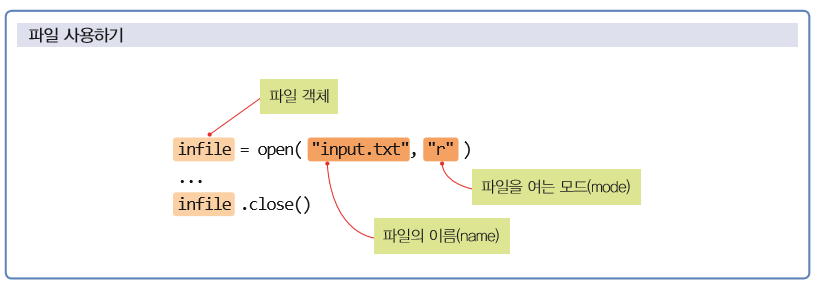 파일 사용하기
파일 객체
infile = open( "input.txt", "r" )
...
파일을 여는 모드(mode)
infile .close()
파일의 이름(name)